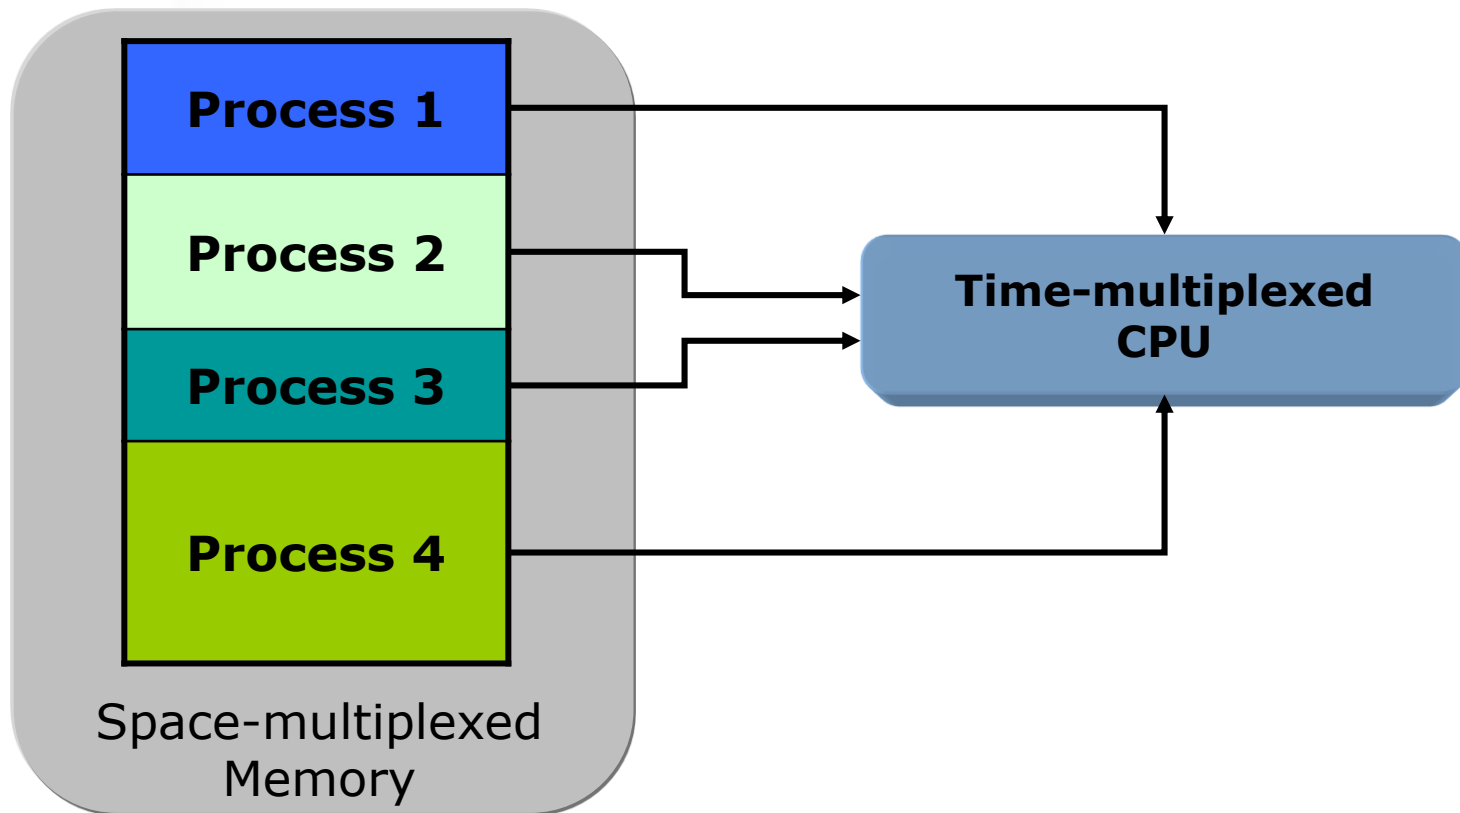 Process 1
Process 2
Process 3
Process 4
Space-multiplexed
Memory
Time-multiplexed
CPU